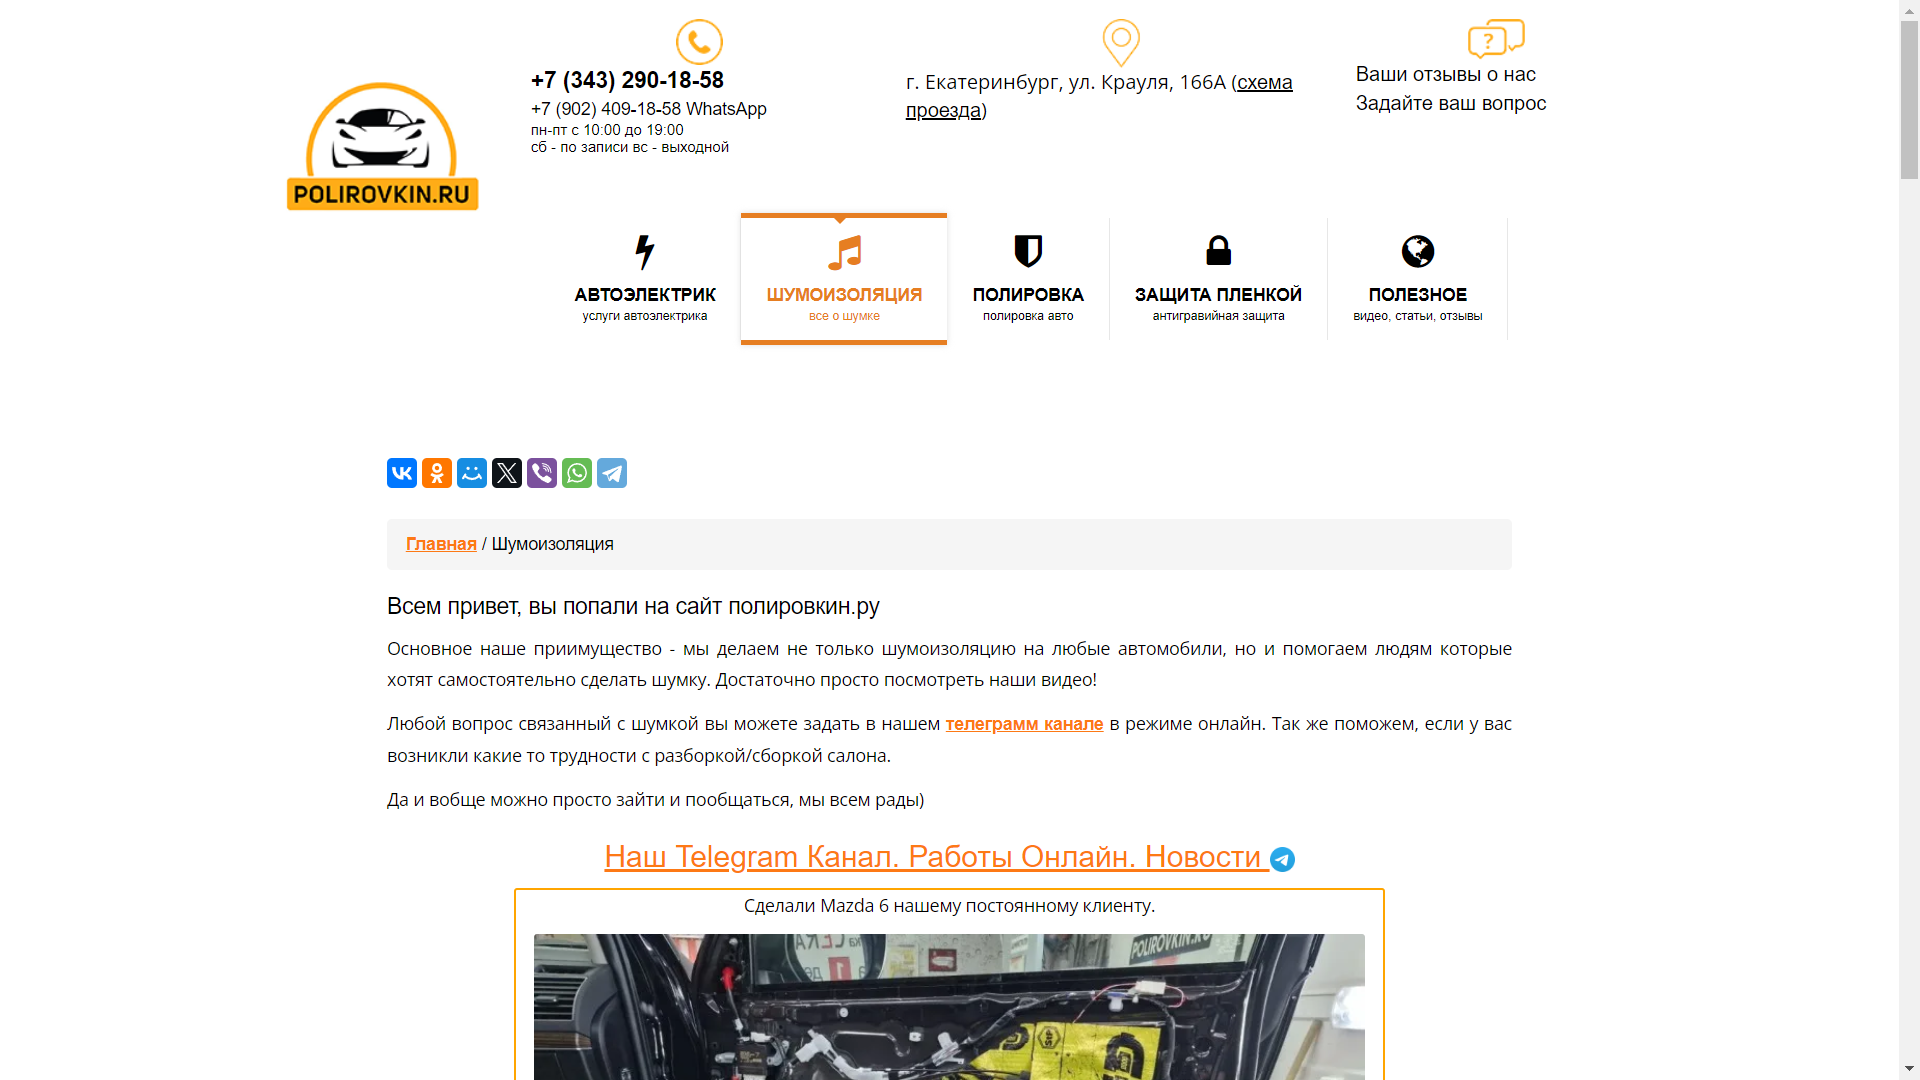 +7 (343) 290-18-58
+7 (902) 409-18-58 WhatsApp
пн-пт с 10:00 до 19:00
сб - по записи вс - выходной
г. Екатеринбург, ул. Крауля, 166А (схема
проезда)
Ваши отзывы о нас
Задайте ваш вопрос
POLIROVKIN.RU
АВТОЭЛЕКТРИК
услуги автоэлектрика
ШУМОИЗОЛЯЦИЯ
все о шумке
ПОЛИРОВКА
полировка авто
ЗАЩИТА ПЛЕНКОЙ
антигравийная защита
ПОЛЕЗНОЕ
видео, статьи, отзывы
Главная / Шумоизоляция
Всем привет, вы попали на сайт полировкин.ру
Основное наше приимущество - мы делаем не только шумоизоляцию на любые автомобили, но и помогаем людям которые
хотят самостоятельно сделать шумку. Достаточно просто посмотреть наши видео!
Любой вопрос связанный с шумкой вы можете задать в нашем телеграмм канале в режиме онлайн. Так же поможем, если у вас
возникли какие то трудности с разборкой/сборкой салона.
Да и вобще можно просто зайти и пообщаться, мы всем рады)
Наш Telegram Канал. Работы Онлайн. Новости
Сделали Mazda 6 нашему постоянному клиенту.
POLIROVKIN.RU
StP